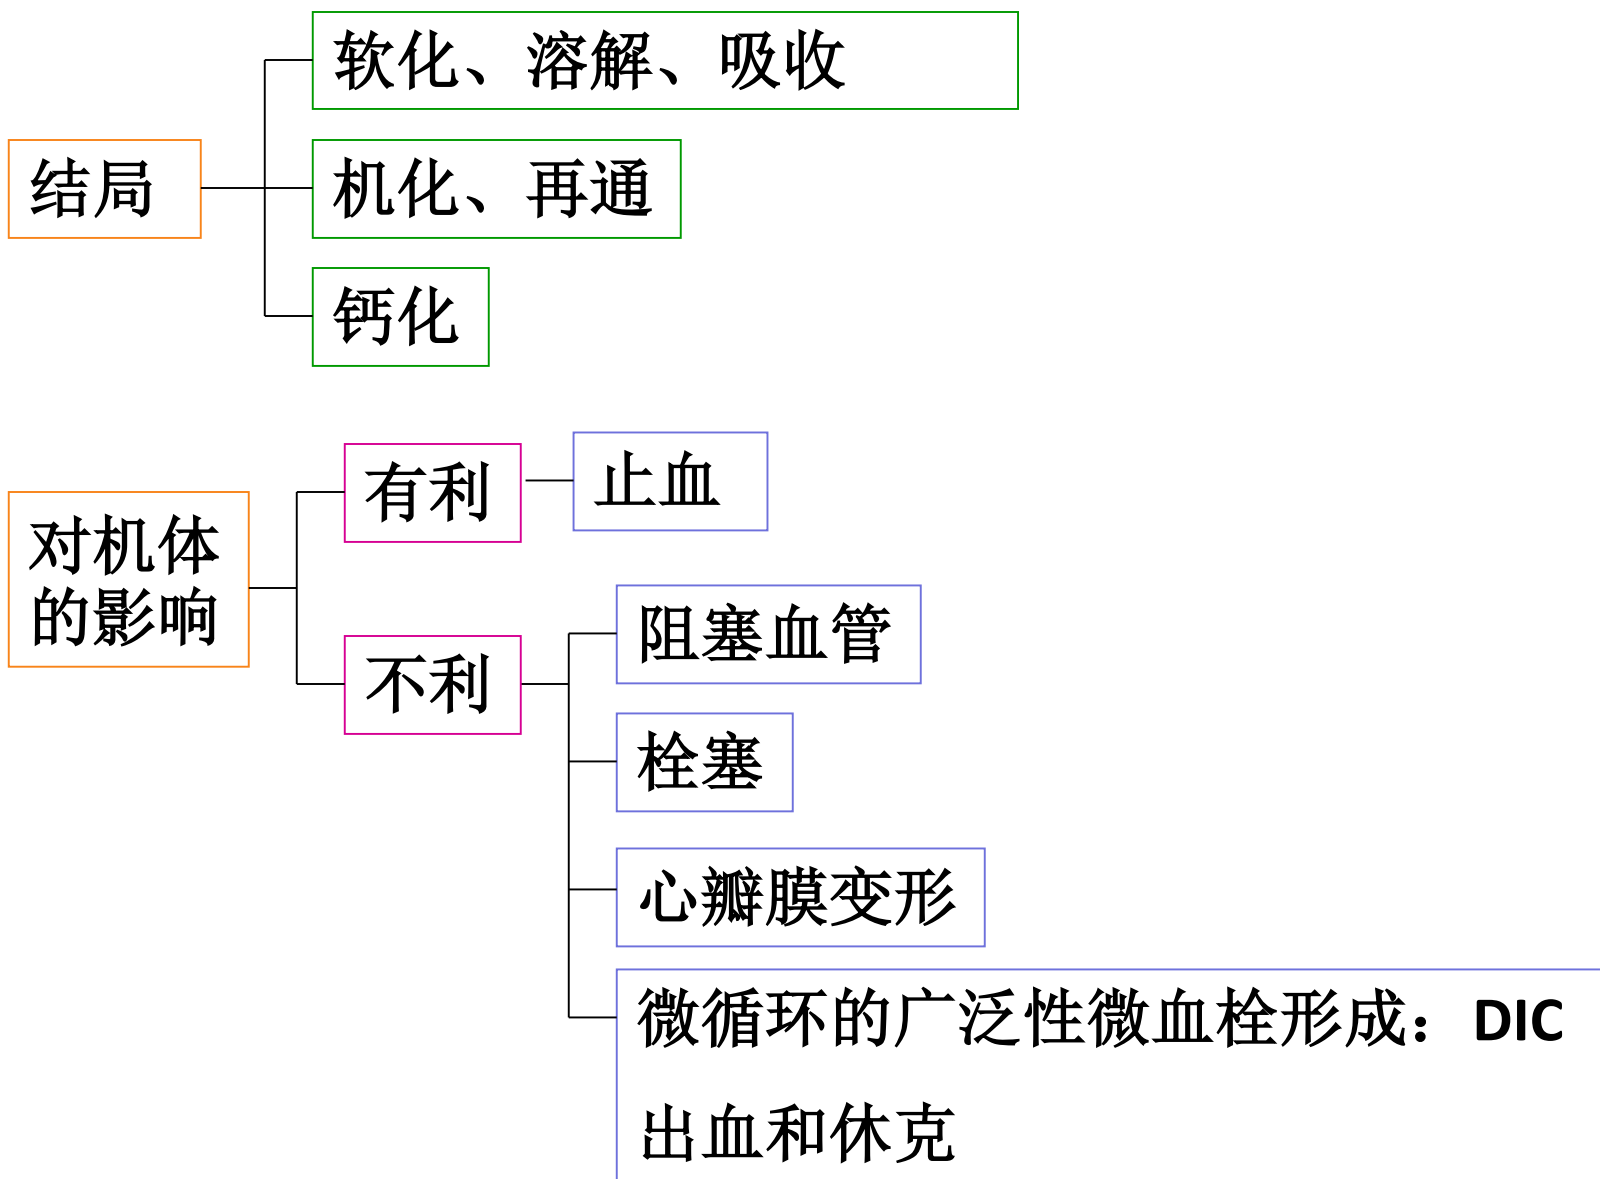 软化、溶解、吸收
结局
机化、再通
钙化
对机体
的影响
有利
止血
不利
阻塞血管
栓塞
心瓣膜变形
微循环的广泛性微血栓形成：DIC
出血和休克